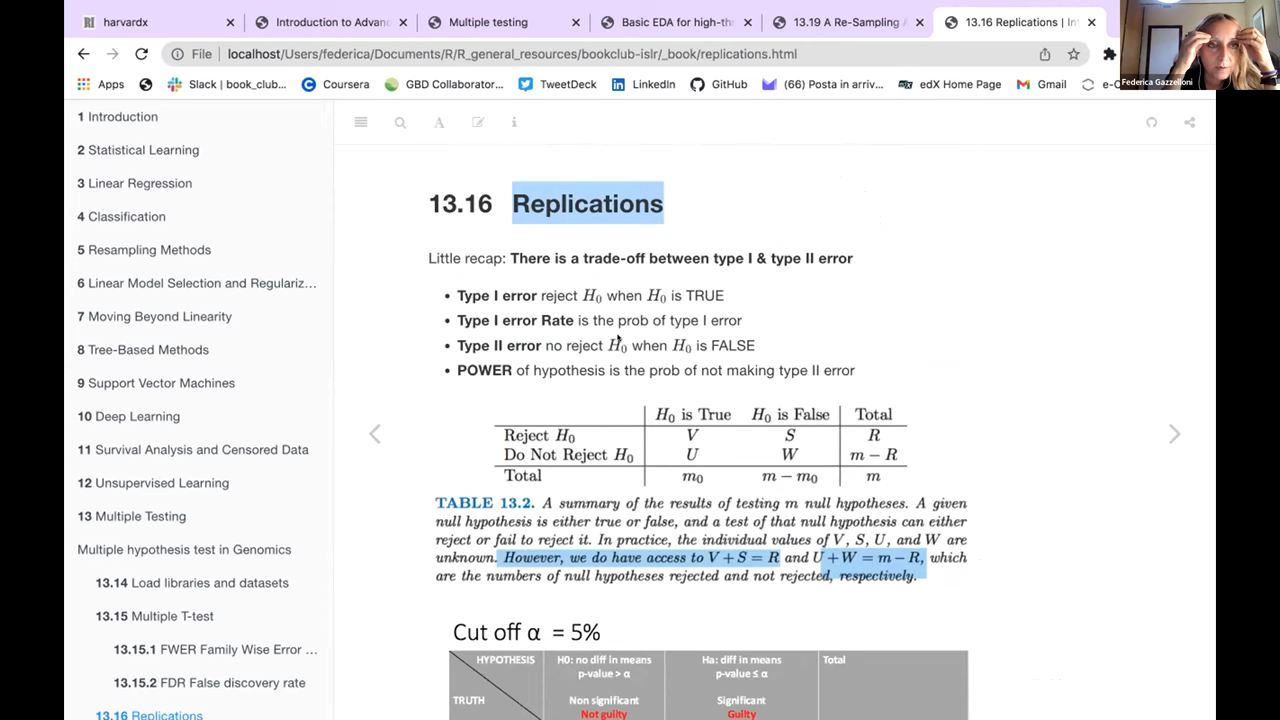 harvardx
Introduction to Advan
Multiple testing
Basic EDA for high-thr
13.19 A Re-Sampling A
13.16 Replications | In
File
localhost/Users/federica/Documents/R/R_general_resources/bookclub-islr/_book/replications.html
Federica Gazzelloni
Apps
Slack | book_club...
Coursera
GBD Collaborator...
TweetDeck
LinkedIn
GitHub
(66) Posta in arriv...
edX Home Page
Gmail
1 Introduction
2 Statistical Learning
3 Linear Regression
4 Classification
5 Resampling Methods
6 Linear Model Selection and Regulariz...
7 Moving Beyond Linearity
8 Tree-Based Methods
9 Support Vector Machines
10 Deep Learning
11 Survival Analysis and Censored Data
12 Unsupervised Learning
13 Multiple Testing
Multiple hypothesis test in Genomics
13.14 Load libraries and datasets
13.15 Multiple T-test
13.15.1 FWER Family Wise Error ...
13.15.2 FDR False discovery rate
13.16 Replications
13.16 Replications
Little recap: There is a trade-off between type I & type II error
• Type I error reject H₀ when H₀ is TRUE
• Type I error Rate is the prob of type I error
• Type II error no reject H₀ when H₀ is FALSE
• POWER of hypothesis is the prob of not making type II error
H₀ is True H₀ is False Total
Reject H₀ V S R
Do Not Reject H₀ U W m − R
Total m₀ m − m₀ m
TABLE 13.2. A summary of the results of testing m null hypotheses. A given
null hypothesis is either true or false, and a test of that null hypothesis can either
reject or fail to reject it. In practice, the individual values of V, S, U, and W are
unknown. However, we do have access to V + S = R and U + W = m − R, which
are the numbers of null hypotheses rejected and not rejected, respectively.
Cut off α = 5%
HYPOTHESIS
TRUTH
H0: no diff in means
p-value > α
Non significant
Not guilty
Ha: diff in means
p-value ≤ α
Significant
Guilty
Total